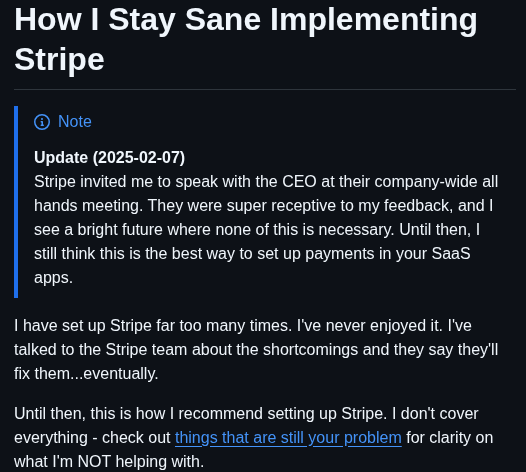 How I Stay Sane Implementing
Stripe
Note
Update (2025-02-07)
Stripe invited me to speak with the CEO at their company-wide all
hands meeting. They were super receptive to my feedback, and I
see a bright future where none of this is necessary. Until then, I
still think this is the best way to set up payments in your SaaS
apps.
I have set up Stripe far too many times. I've never enjoyed it. I've
talked to the Stripe team about the shortcomings and they say they'll
fix them...eventually.
Until then, this is how I recommend setting up Stripe. I don't cover
everything - check out things that are still your problem for clarity on
what I'm NOT helping with.